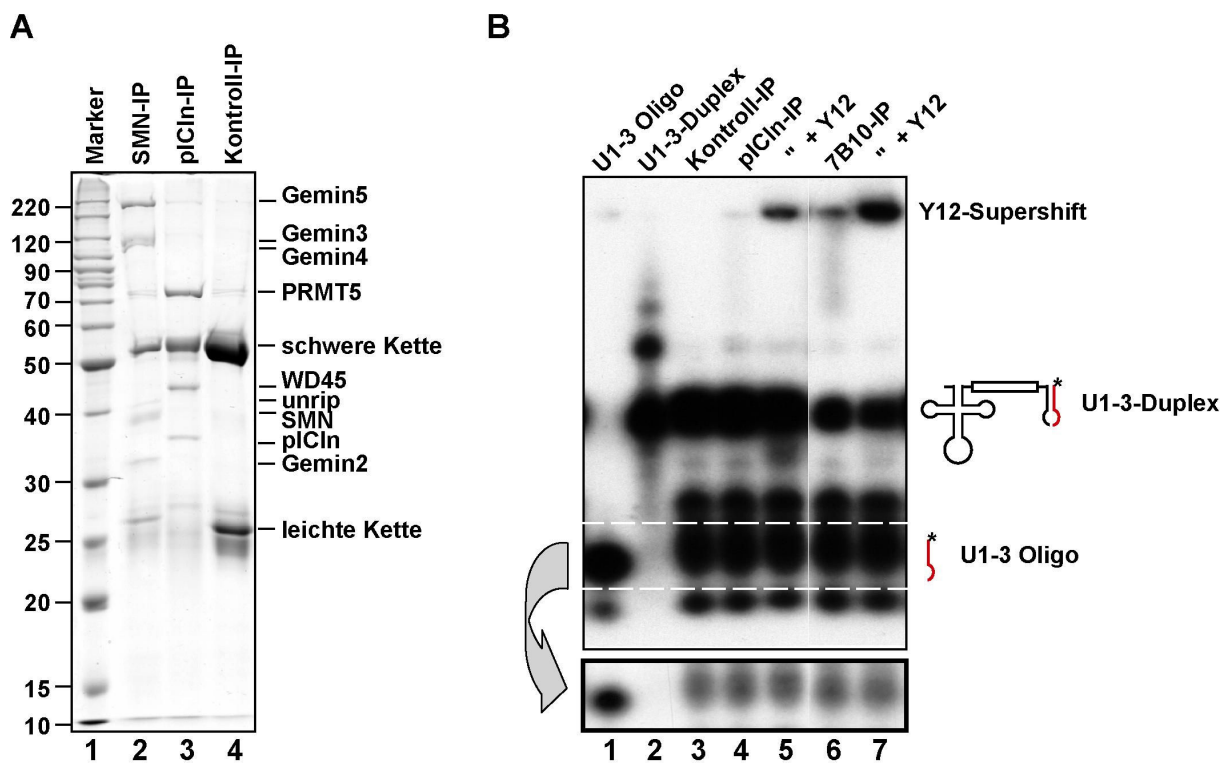 A
Marker
SMN-IP
pICln-IP
Kontroll-IP
220
120
90
70
60
50
40
30
25
20
15
10
Gemin5
Gemin3
Gemin4
PRMT5
schwere Kette
WD45
unrip
SMN
pICln
Gemin2
leichte Kette
1 2 3 4
B
U1-3 Oligo
U1-3-Duplex
Kontroll-IP
pICln-IP
" + Y12
7B10-IP
" + Y12
Y12-Supershift
* U1-3-Duplex
* U1-3 Oligo
1 2 3 4 5 6 7